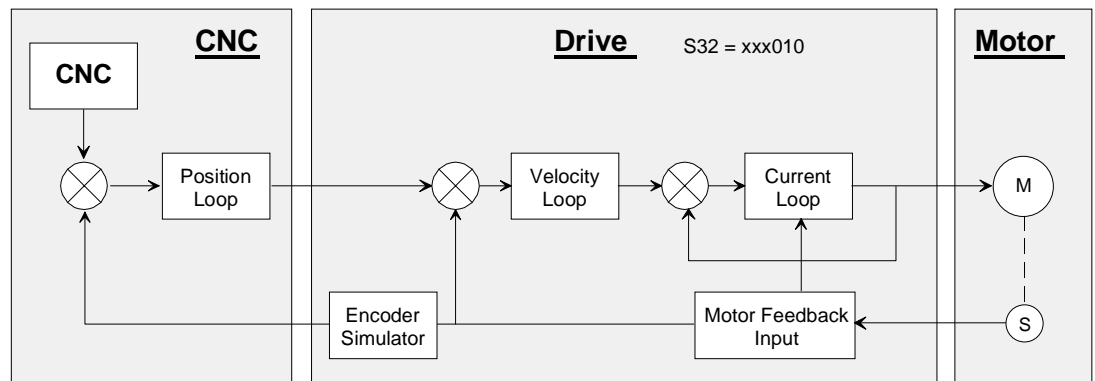 CNC
Drive
S32 = xxx010
Motor
CNC
Position
Loop
Velocity
Loop
Current
Loop
M
Encoder
Simulator
Motor Feedback
Input
S